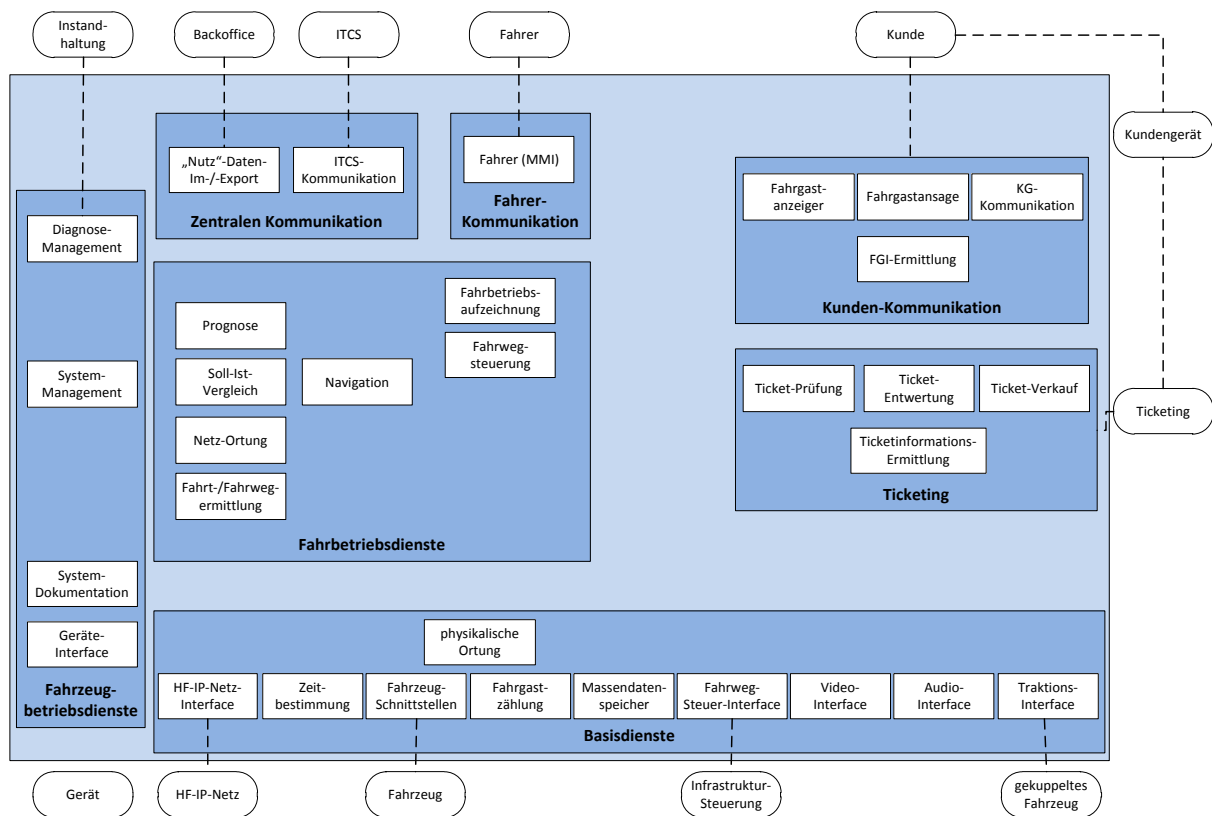 Instand-
haltung
Backoffice
ITCS
Fahrer
Kunde
Kundengerät
Ticketing
„Nutz“-Daten-
Im-/-Export
ITCS-
Kommunikation
Zentralen Kommunikation
Fahrer (MMI)
Fahrer-
Kommunikation
Fahrgast-
anzeiger
Fahrgastansage
KG-
Kommunikation
FGI-Ermittlung
Kunden-Kommunikation
Diagnose-
Management
System-
Management
System-
Dokumentation
Geräte-
Interface
Fahrzeug-
betriebsdienste
Prognose
Soll-Ist-
Vergleich
Navigation
Netz-Ortung
Fahrt-/Fahrweg-
ermittlung
Fahrbetriebs-
aufzeichnung
Fahrweg-
steuerung
Fahrbetriebsdienste
Ticket-Prüfung
Ticket-
Entwertung
Ticket-Verkauf
Ticketinformations-
Ermittlung
Ticketing
physikalische
Ortung
HF-IP-Netz-
Interface
Zeit-
bestimmung
Fahrzeug-
Schnittstellen
Fahrgast-
zählung
Massendaten-
speicher
Fahrweg-
Steuer-Interface
Video-
Interface
Audio-
Interface
Traktions-
Interface
Basisdienste
Gerät
HF-IP-Netz
Fahrzeug
Infrastruktur-
Steuerung
gekuppeltes
Fahrzeug